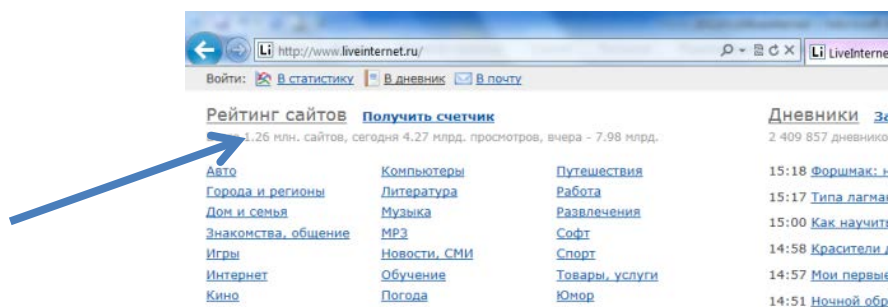 http://www.liveinternet.ru/
LiveInterne
Войти: В статистику В дневник В почту
Рейтинг сайтов Получить счетчик
1.26 млн. сайтов, сегодня 4.27 млрд. просмотров, вчера - 7.98 млрд.
Авто Компьютеры Путешествия
Города и регионы Литература Работа
Дом и семья Музыка Развлечения
Знакомства, общение MP3 Софт
Игры Новости, СМИ Спорт
Интернет Обучение Товары, услуги
Кино Погода Юмор
Дневники За
2 409 857 дневнико
15:18 Форшмак: н
15:17 Типа лагма
15:00 Как научить
14:58 Красители д
14:57 Мои первые
14:51 Ночной обр